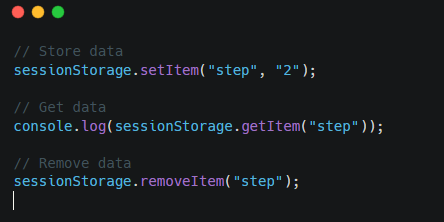 // Store data
sessionStorage.setItem("step", "2");
// Get data
console.log(sessionStorage.getItem("step"));
// Remove data
sessionStorage.removeItem("step");